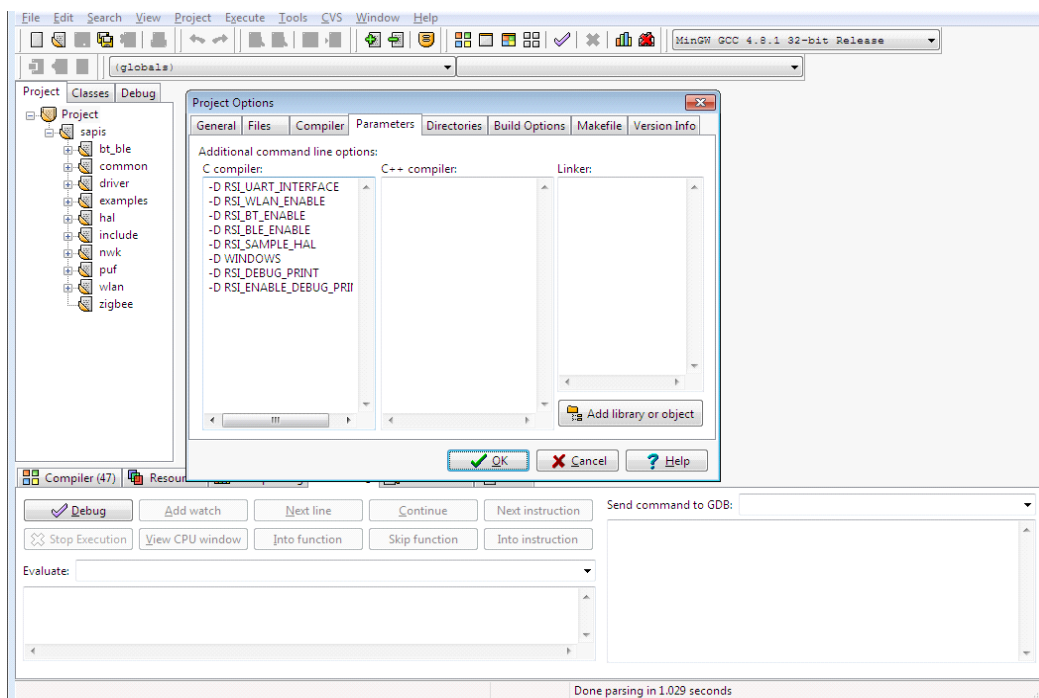 File Edit Search View Project Execute Tools CVS Window Help
MinGW GCC 4.8.1 32-bit Release
(globals)
Project Classes Debug
Project
sapis
bt_ble
common
driver
examples
hal
include
nwk
puf
wlan
zigbee
Project Options
General Files Compiler Parameters Directories Build Options Makefile Version Info
Additional command line options:
C compiler: C++ compiler: Linker:
-D RSI_UART_INTERFACE
-D RSI_WLAN_ENABLE
-D RSI_BT_ENABLE
-D RSI_BLE_ENABLE
-D RSI_SAMPLE_HAL
-D WINDOWS
-D RSI_DEBUG_PRINT
-D RSI_ENABLE_DEBUG_PRI
Add library or object
OK Cancel Help
Compiler (47) Resour
Debug Add watch Next line Continue Next instruction Send command to GDB:
Stop Execution View CPU window Into function Skip function Into instruction
Evaluate:
Done parsing in 1.029 seconds